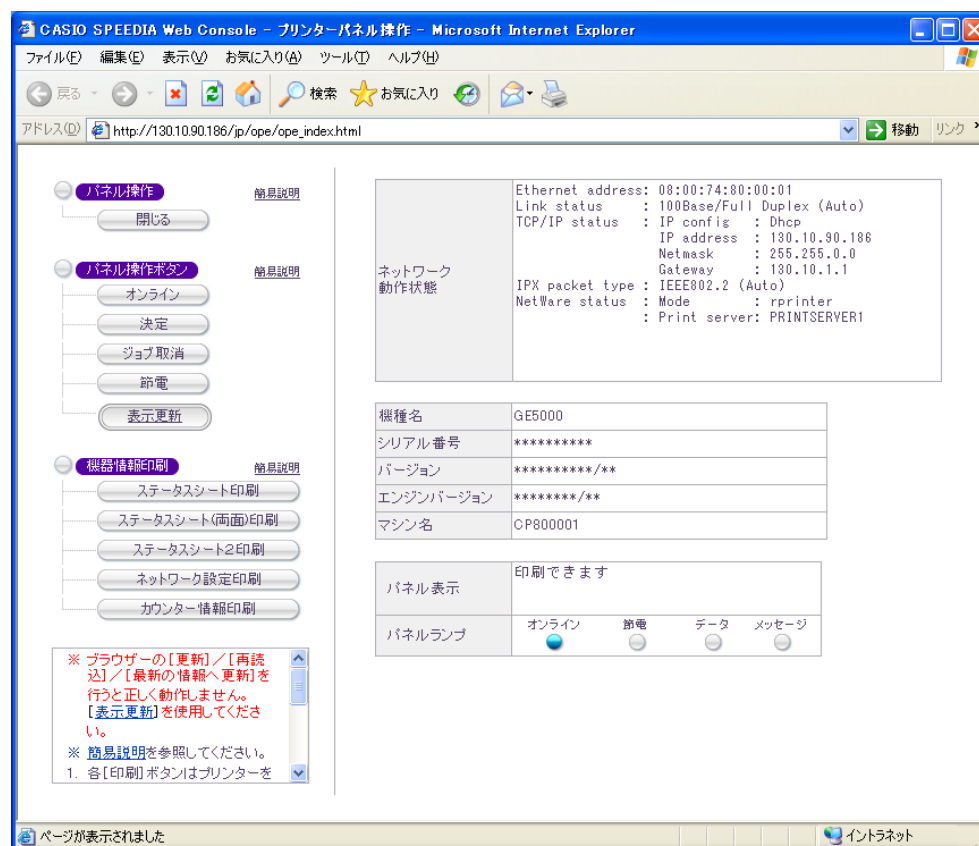 CASIO SPEEDIA Web Console - プリンターパネル操作 - Microsoft Internet Explorer
ファイル(F) 編集(E) 表示(V) お気に入り(A) ツール(T) ヘルプ(H)
戻る 検索 お気に入り
アドレス(D) http://130.10.90.186/jp/ope/ope_index.html 移動 リンク
パネル操作 簡易説明
閉じる
パネル操作ボタン 簡易説明
オンライン
決定
ジョブ取消
節電
表示更新
機器情報印刷 簡易説明
ステータスシート印刷
ステータスシート(両面)印刷
ステータスシート2印刷
ネットワーク設定印刷
カウンター情報印刷
※ ブラウザーの[更新]/[再読
込]/[最新の情報へ更新]を
行うと正しく動作しません。
[表示更新]を使用してくださ
い。
※ 簡易説明を参照してください。
1. 各[印刷]ボタンはプリンターを
ネットワーク
動作状態
Ethernet address: 08:00:74:80:00:01
Link status : 100Base/Full Duplex (Auto)
TCP/IP status : IP config : Dhcp
IP address : 130.10.90.186
Netmask : 255.255.0.0
Gateway : 130.10.1.1
IPX packet type : IEEE802.2 (Auto)
NetWare status : Mode : rprinter
: Print server: PRINTSERVER1
機種名 GE5000
シリアル番号 **********
バージョン **********/**
エンジンバージョン ********/**
マシン名 CP800001
パネル表示 印刷できます
パネルランプ オンライン 節電 データ メッセージ
ページが表示されました イントラネット